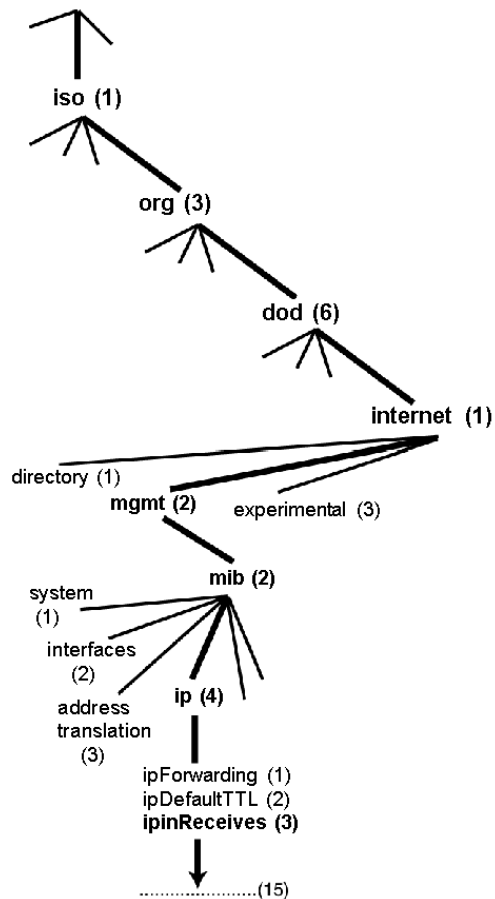 iso (1)
org (3)
dod (6)
internet (1)
directory (1)
mgmt (2)
experimental (3)
mib (2)
system
(1)
interfaces
(2)
address
translation
(3)
ip (4)
ipForwarding (1)
ipDefaultTTL (2)
ipinReceives (3)
(15)